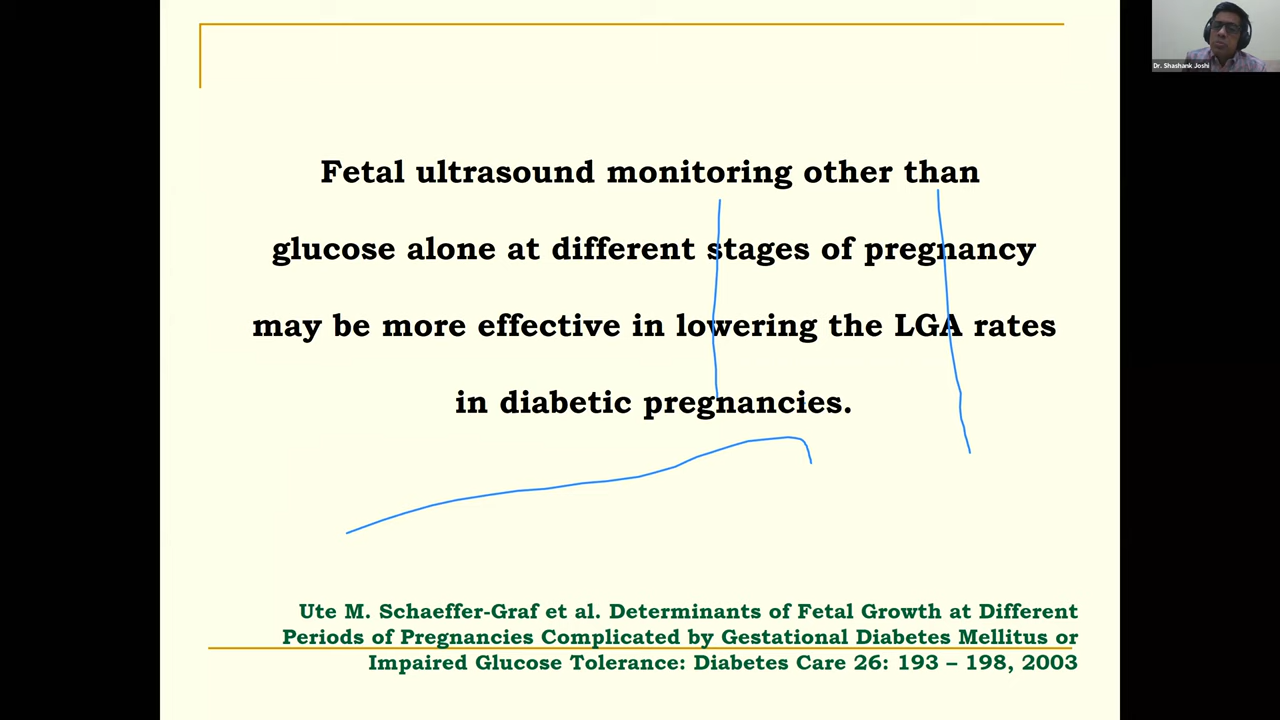 Dr. Shashank Joshi
Fetal ultrasound monitoring other than
glucose alone at different stages of pregnancy
may be more effective in lowering the LGA rates
in diabetic pregnancies.
Ute M. Schaeffer-Graf et al. Determinants of Fetal Growth at Different
Periods of Pregnancies Complicated by Gestational Diabetes Mellitus or
Impaired Glucose Tolerance: Diabetes Care 26: 193 – 198, 2003